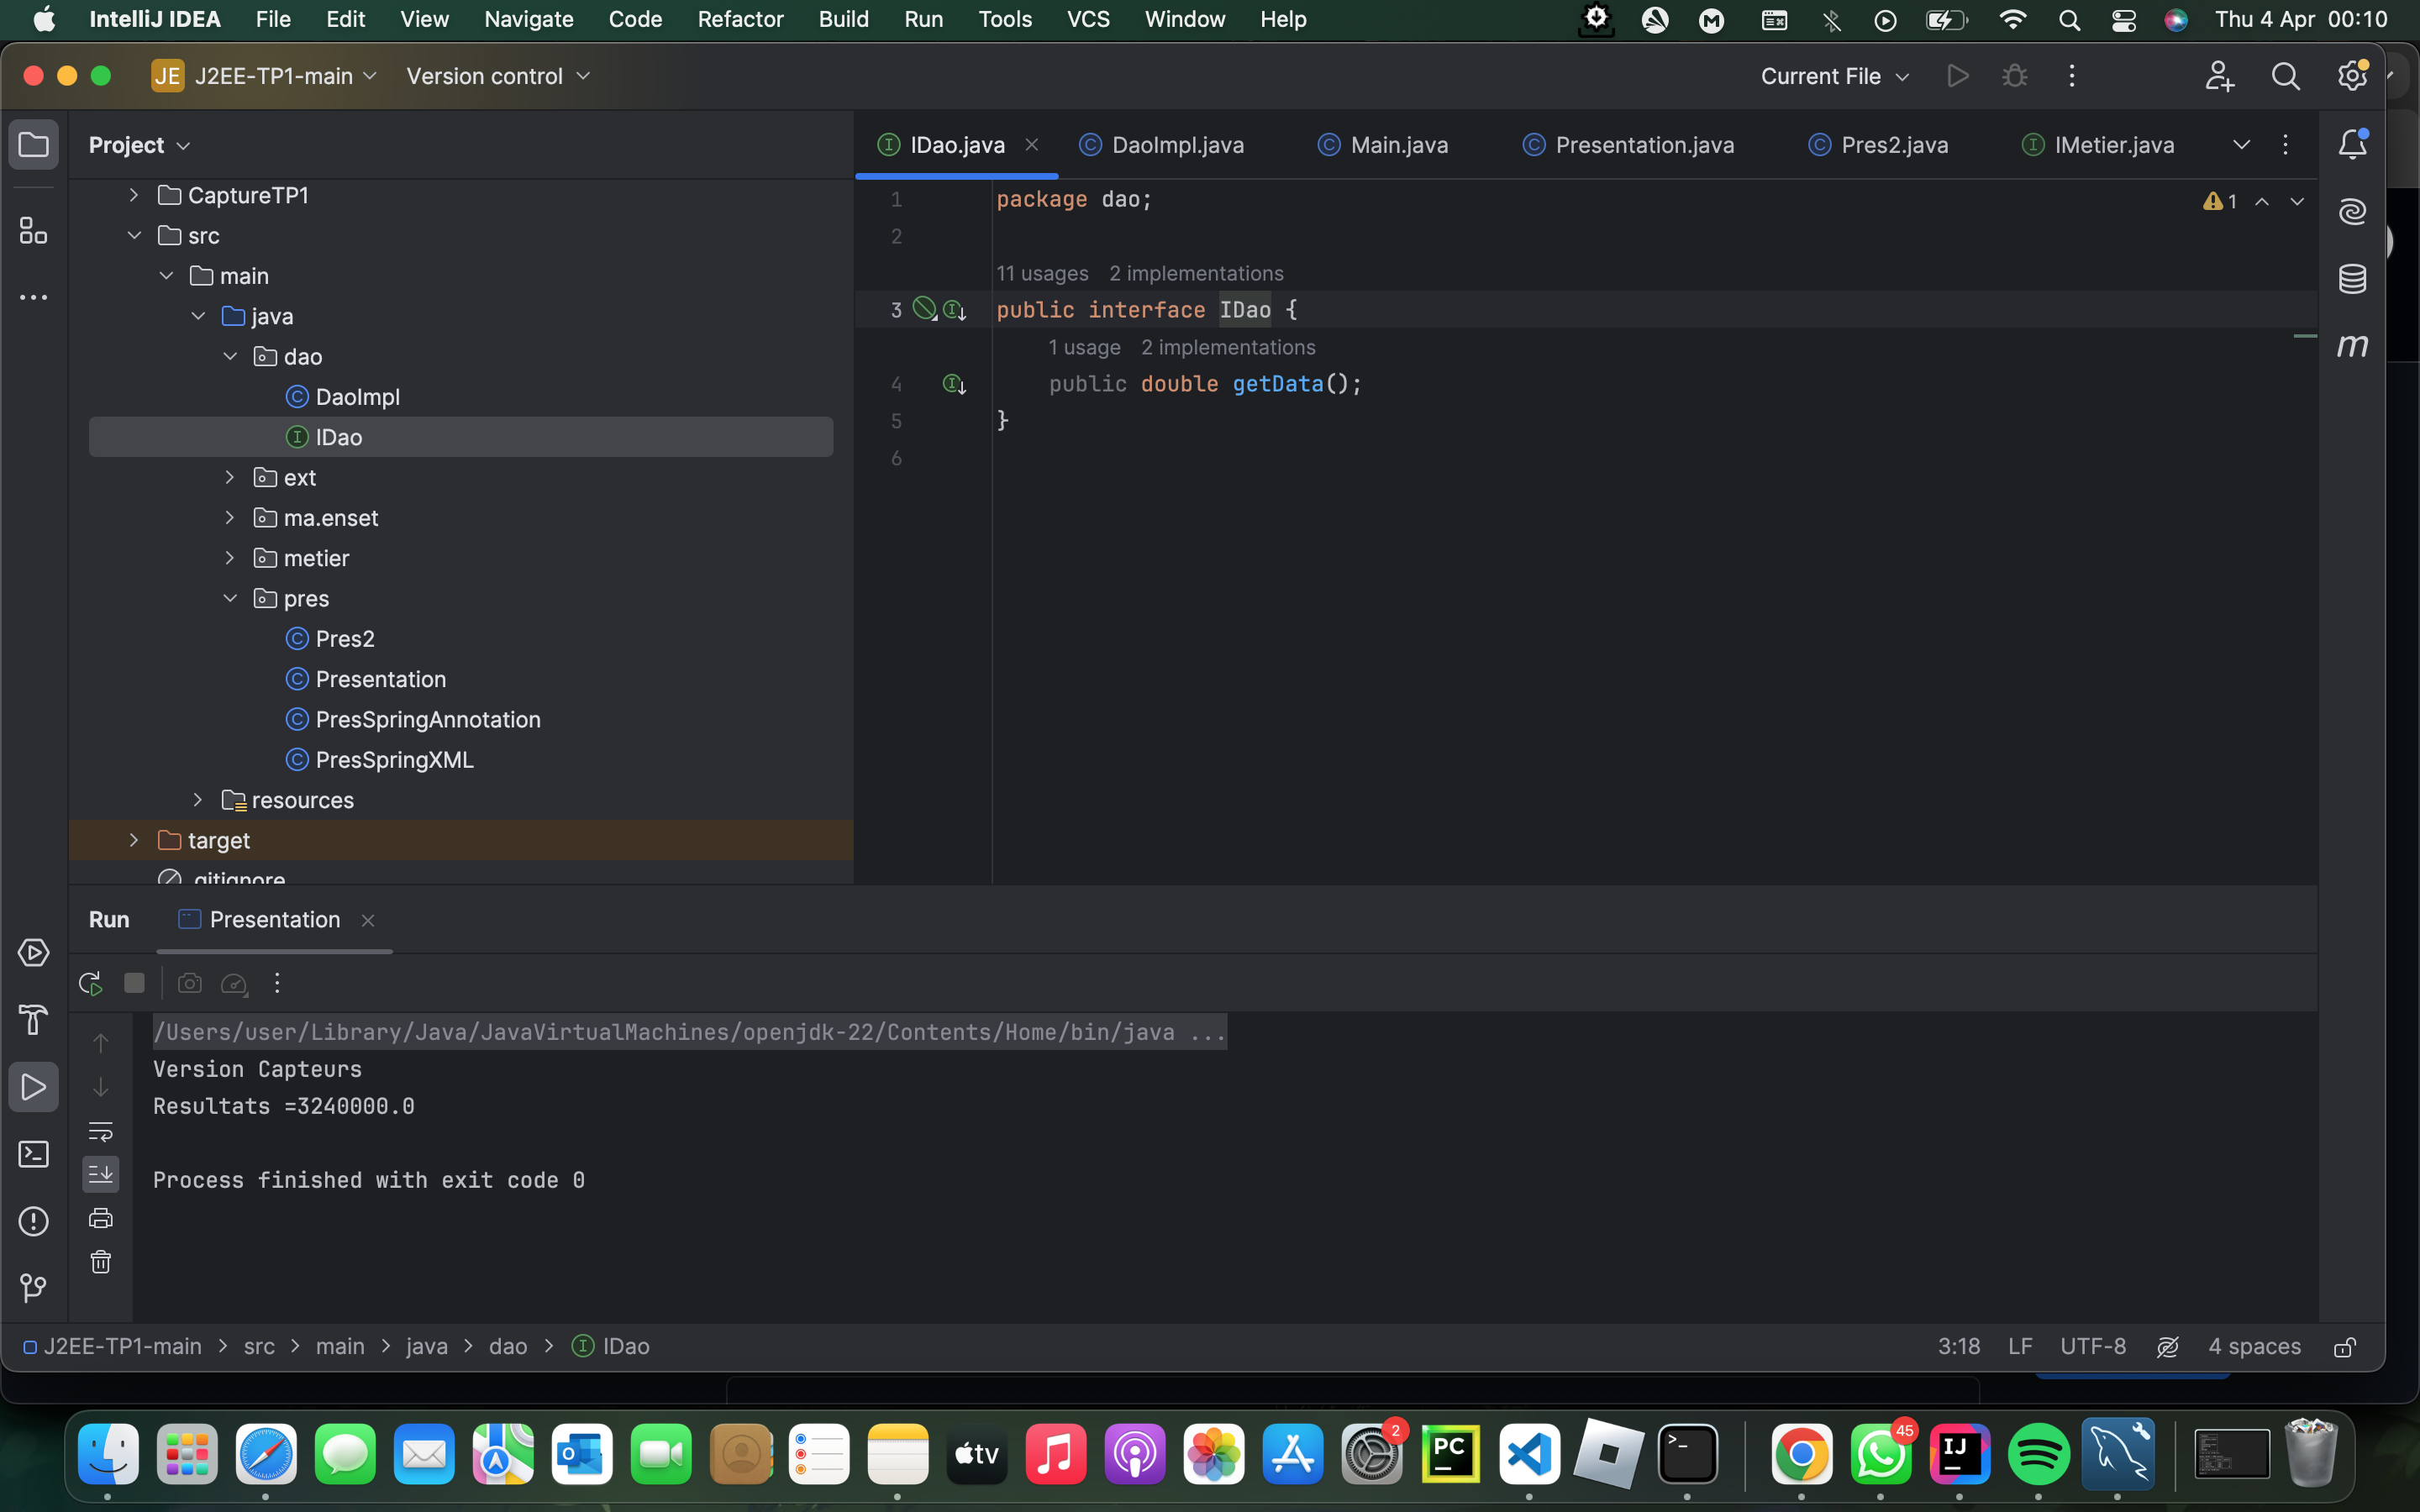 IntelliJ IDEA File Edit View Navigate Code Refactor Build Run Tools VCS Window Help Thu 4 Apr 00:10
JE J2EE-TP1-main Version control Current File
Project
IDao.java DaoImpl.java Main.java Presentation.java Pres2.java IMetier.java
CaptureTP1
src
main
java
dao
DaoImpl
IDao
ext
ma.enset
metier
pres
Pres2
Presentation
PresSpringAnnotation
PresSpringXML
resources
target
.gitignore
1 package dao;
1
2
11 usages 2 implementations
3 public interface IDao {
1 usage 2 implementations
4 public double getData();
5 }
6
m
Run Presentation
/Users/user/Library/Java/JavaVirtualMachines/openjdk-22/Contents/Home/bin/java ...
Version Capteurs
Resultats =3240000.0
Process finished with exit code 0
J2EE-TP1-main > src > main > java > dao > IDao 3:18 LF UTF-8 4 spaces
tv 2 PC 45 IJ